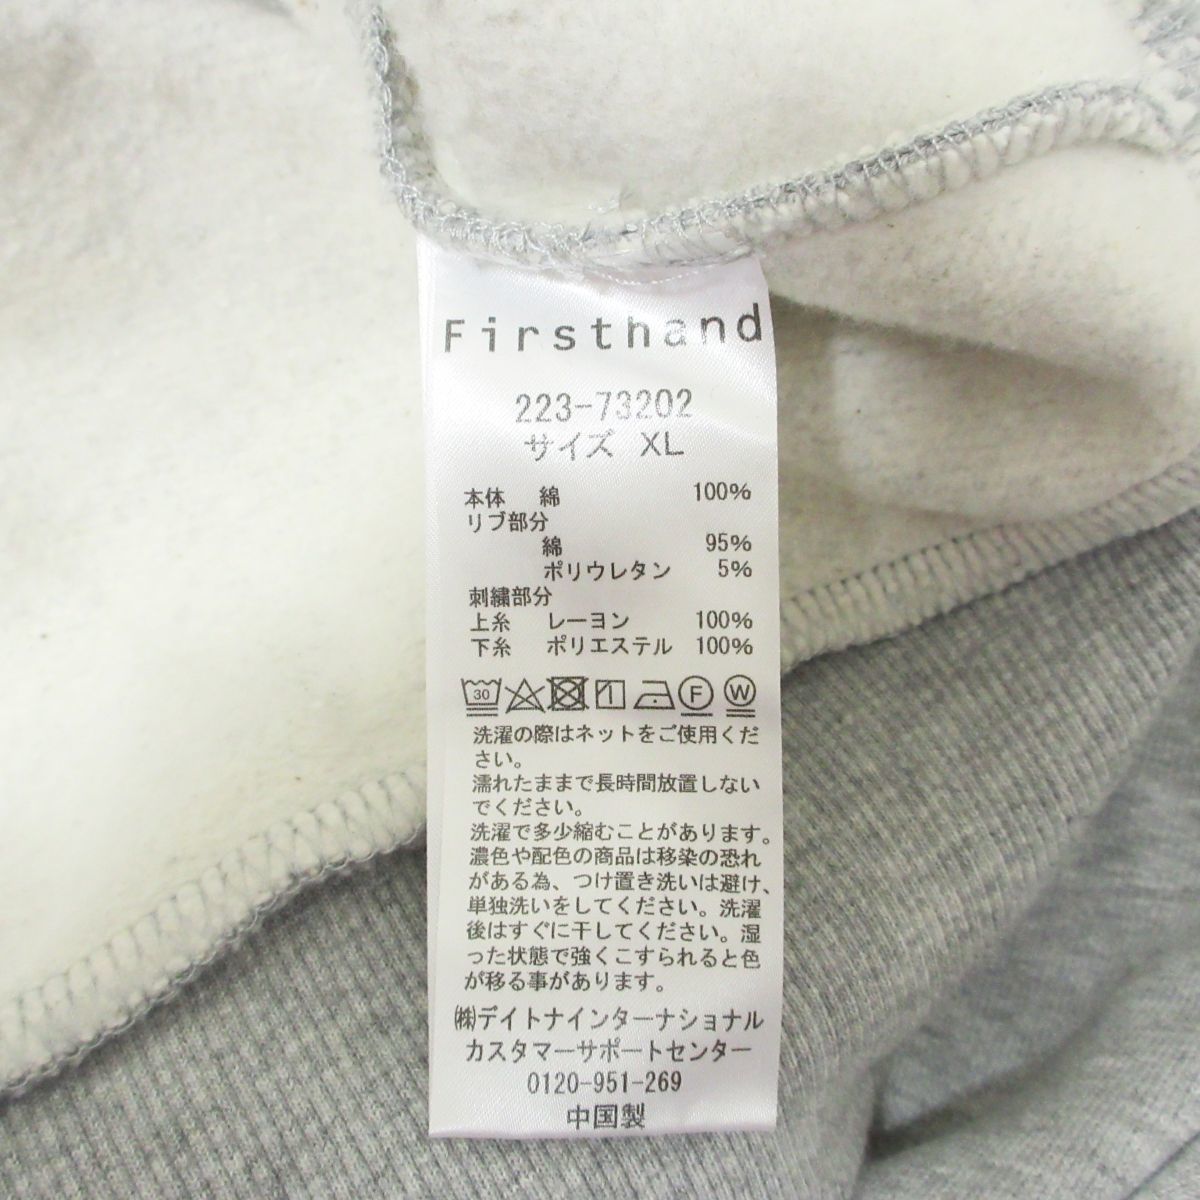 Firsthand
223-73202
サイズ XL
本体 綿 100%
リブ部分
綿 95%
ポリウレタン 5%
刺繍部分
上糸 レーヨン 100%
下糸 ポリエステル 100%
30 F W
洗濯の際はネットをご使用くだ
さい。
濡れたままで長時間放置しない
でください。
洗濯で多少縮むことがあります。
濃色や配色の商品は移染の恐れ
がある為、つけ置き洗いは避け、
単独洗いをしてください。洗濯
後はすぐに干してください。湿
った状態で強くこすられると色
が移る事があります。
㈱デイトナインターナショナル
カスタマーサポートセンター
0120-951-269
中国製